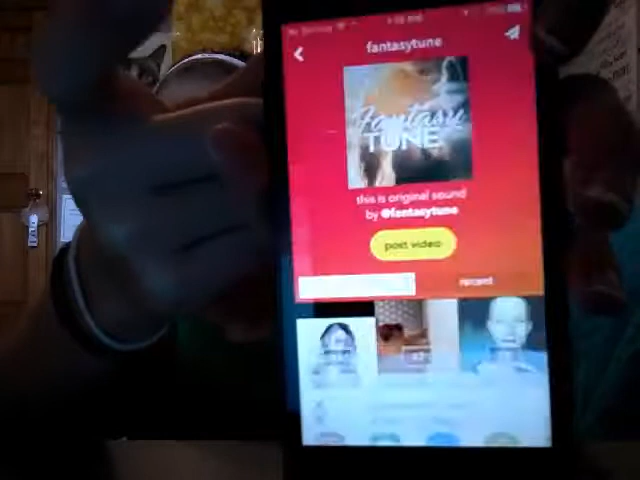 fantasytune
Fantasy
TUNE
this is original sound
by @fantasytune
post video
recent